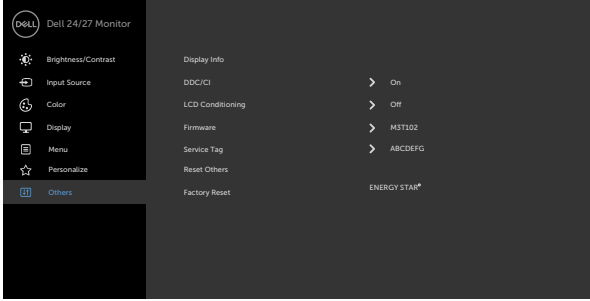 DELL Dell 24/27 Monitor
Brightness/Contrast
Input Source
Color
Display
Menu
Personalize
Others
Display Info
DDC/CI On
LCD Conditioning Off
Firmware M3T102
Service Tag ABCDEFG
Reset Others
Factory Reset ENERGY STAR®